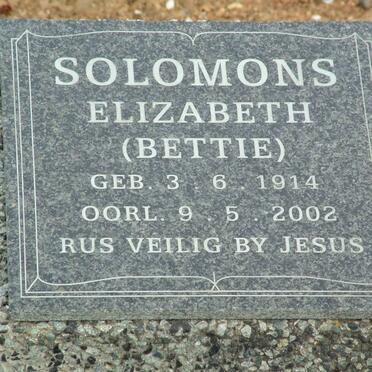 SOLOMONS
ELIZABETH
(BETTIE)
GEB. 3 . 6 . 1914
OORL. 9 . 5 . 2002
RUS VEILIG BY JESUS